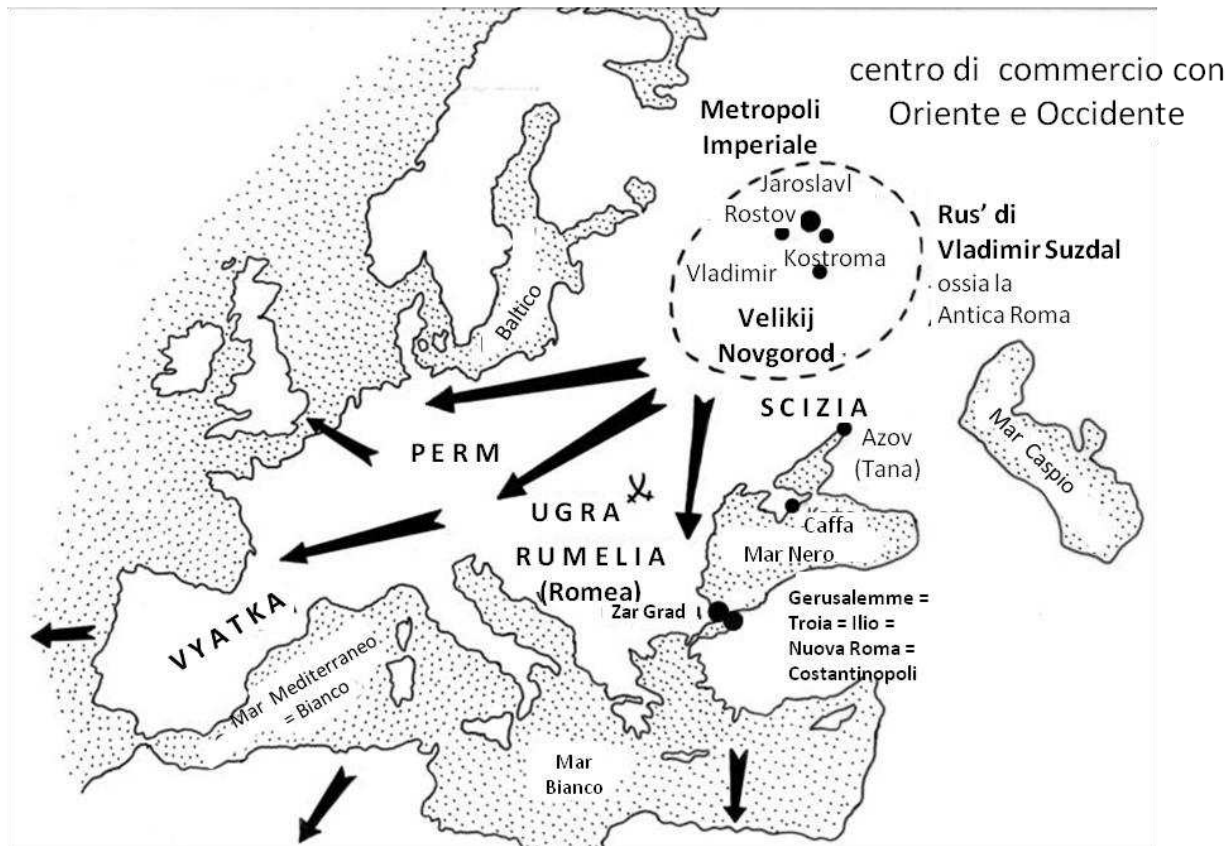 centro di commercio con
Oriente e Occidente
Metropoli
Imperiale
Jaroslavl
Rostov
Kostroma
Vladimir
Velikij
Novgorod
Rus’ di
Vladimir Suzdal
ossia la
Antica Roma
Baltico
SCIZIA
Azov
(Tana)
Mar Caspio
PERM
UGRA
Caffa
Mar Nero
RUMELIA
(Romea)
Zar Grad
Gerusalemme =
Troia = Ilio =
Nuova Roma =
Costantinopoli
VYATKA
Mar Mediterraneo
= Bianco
Mar
Bianco